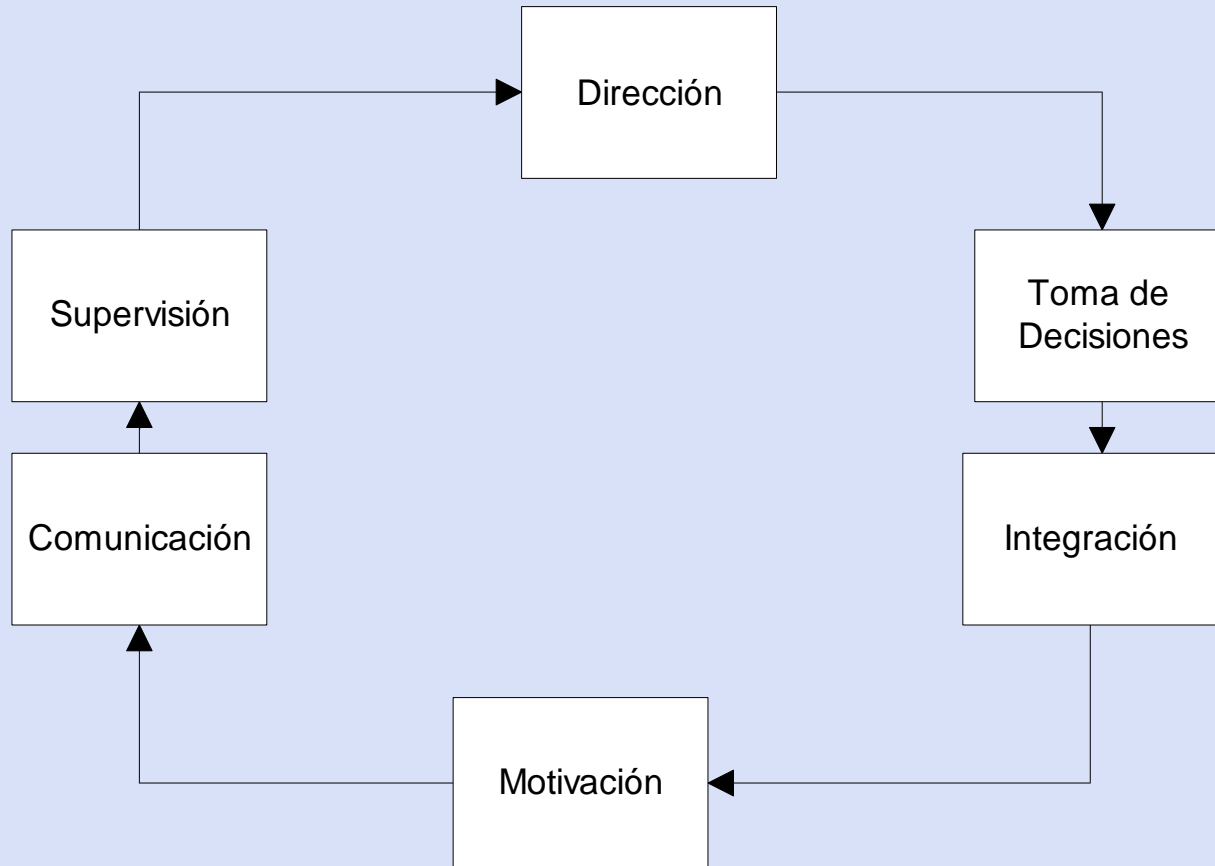 Dirección
Supervisión
Toma de
Decisiones
Comunicación
Integración
Motivación